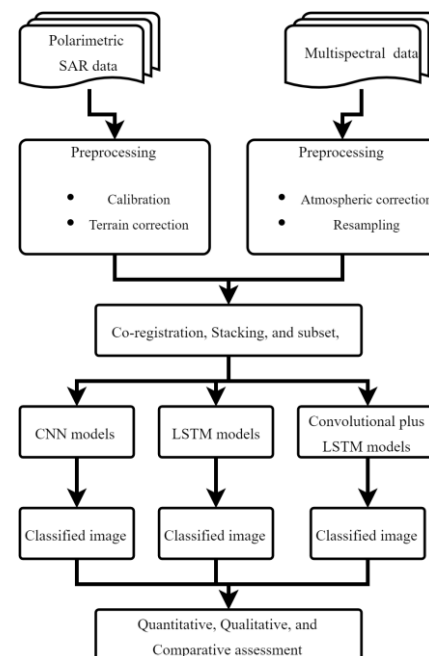 Polarimetric
SAR data
Multispectral data
Preprocessing
• Calibration
• Terrain correction
Preprocessing
• Atmospheric correction
• Resampling
Co-registration, Stacking, and subset,
CNN models
LSTM models
Convolutional plus
LSTM models
Classified image
Classified image
Classified image
Quantitative, Qualitative, and
Comparative assessment